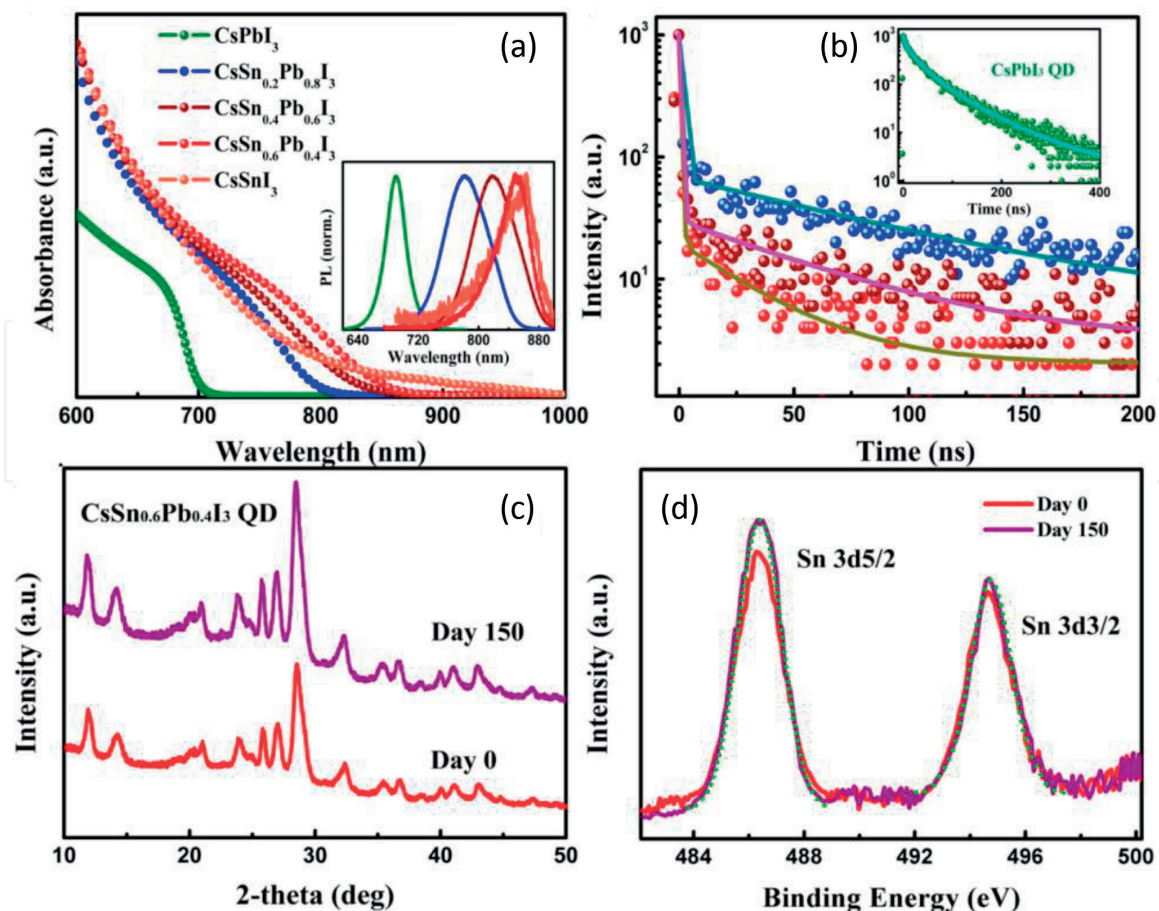 (a)
CsPbI₃
CsSn₀.₂Pb₀.₈I₃
CsSn₀.₄Pb₀.₆I₃
CsSn₀.₆Pb₀.₄I₃
CsSnI₃
Absorbance (a.u.)
PL (norm.)
640 720 800 880
Wavelength (nm)
600 700 800 900 1000
Wavelength (nm)
(b)
Intensity (a.u.)
10³
10²
10¹
10³
10²
10¹
10⁰
CsPbI₃ QD
0 200 400
Time (ns)
0 50 100 150 200
Time (ns)
(c)
CsSn₀.₆Pb₀.₄I₃ QD
Day 150
Day 0
Intensity (a.u.)
10 20 30 40 50
2-theta (deg)
(d)
Day 0
Day 150
Sn 3d5/2
Sn 3d3/2
Intensity (a.u.)
484 488 492 496 500
Binding Energy (eV)